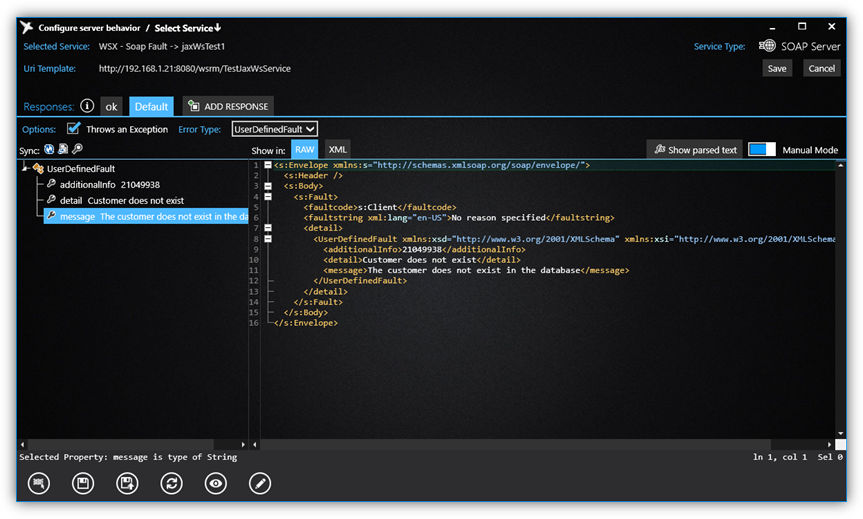 Configure server behavior / Select Service
Selected Service: WSX - Soap Fault -> jaxWsTest1
Service Type: SOAP Server
Uri Template: http://192.168.1.21:8080/wsrm/TestJaxWsService
Save Cancel
Responses: i ok Default ADD RESPONSE
Options: Throws an Exception Error Type: UserDefinedFault
Sync: Show in: RAW XML Show parsed text Manual Mode
UserDefinedFault
additionalInfo 21049938
detail Customer does not exist
message The customer does not exist in the da
1 <s:Envelope xmlns:s="http://schemas.xmlsoap.org/soap/envelope/">
2 <s:Header />
3 <s:Body>
4 <s:Fault>
5 <faultcode>s:Client</faultcode>
6 <faultstring xml:lang="en-US">No reason specified</faultstring>
7 <detail>
8 <UserDefinedFault xmlns:xsd="http://www.w3.org/2001/XMLSchema" xmlns:xsi="http://www.w3.org/2001/XMLSchema
9 <additionalInfo>21049938</additionalInfo>
10 <detail>Customer does not exist</detail>
11 <message>The customer does not exist in the database</message>
12 </UserDefinedFault>
13 </detail>
14 </s:Fault>
15 </s:Body>
16 </s:Envelope>
Selected Property: message is type of String
ln 1, col 1 Sel 0